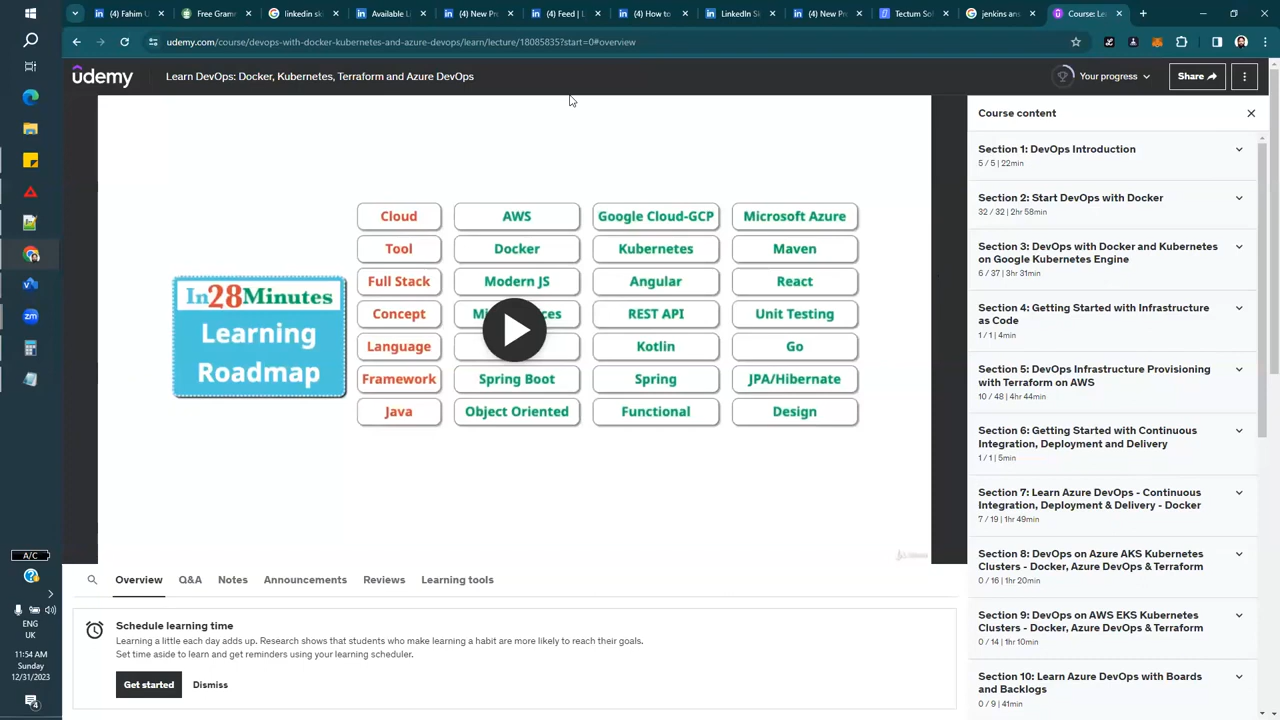 (4) Fahim U
Free Gram
linkedin sk
Available Li
(4) New Pr
(4) Feed | L
(4) How to
LinkedIn Sk
(4) New Pro
Tectum Sol
jenkins ans
Course: Le
udemy.com/course/devops-with-docker-kubernetes-and-azure-devops/learn/lecture/18085835?start=0#overview
ûdemy
Learn DevOps: Docker, Kubernetes, Terraform and Azure DevOps
Your progress
Share
In28Minutes
Learning
Roadmap
Cloud AWS Google Cloud-GCP Microsoft Azure
Tool Docker Kubernetes Maven
Full Stack Modern JS Angular React
Concept REST API Unit Testing
Language Kotlin Go
Framework Spring Boot Spring JPA/Hibernate
Java Object Oriented Functional Design
Course content
Section 1: DevOps Introduction
5 / 5 | 22min
Section 2: Start DevOps with Docker
32 / 32 | 2hr 58min
Section 3: DevOps with Docker and Kubernetes
on Google Kubernetes Engine
6 / 37 | 3hr 31min
Section 4: Getting Started with Infrastructure
as Code
1 / 1 | 4min
Section 5: DevOps Infrastructure Provisioning
with Terraform on AWS
10 / 48 | 4hr 44min
Section 6: Getting Started with Continuous
Integration, Deployment and Delivery
1 / 1 | 5min
Section 7: Learn Azure DevOps - Continuous
Integration, Deployment & Delivery - Docker
7 / 19 | 1hr 49min
Section 8: DevOps on Azure AKS Kubernetes
Clusters - Docker, Azure DevOps & Terraform
0 / 16 | 1hr 20min
Section 9: DevOps on AWS EKS Kubernetes
Clusters - Docker, Azure DevOps & Terraform
0 / 14 | 1hr 10min
Section 10: Learn Azure DevOps with Boards
and Backlogs
0 / 9 | 41min
Overview
Q&A
Notes
Announcements
Reviews
Learning tools
Schedule learning time
Learning a little each day adds up. Research shows that students who make learning a habit are more likely to reach their goals.
Set time aside to learn and get reminders using your learning scheduler.
Get started
Dismiss
zm
A/C
ENG
UK
11:54 AM
Sunday
12/31/2023
4